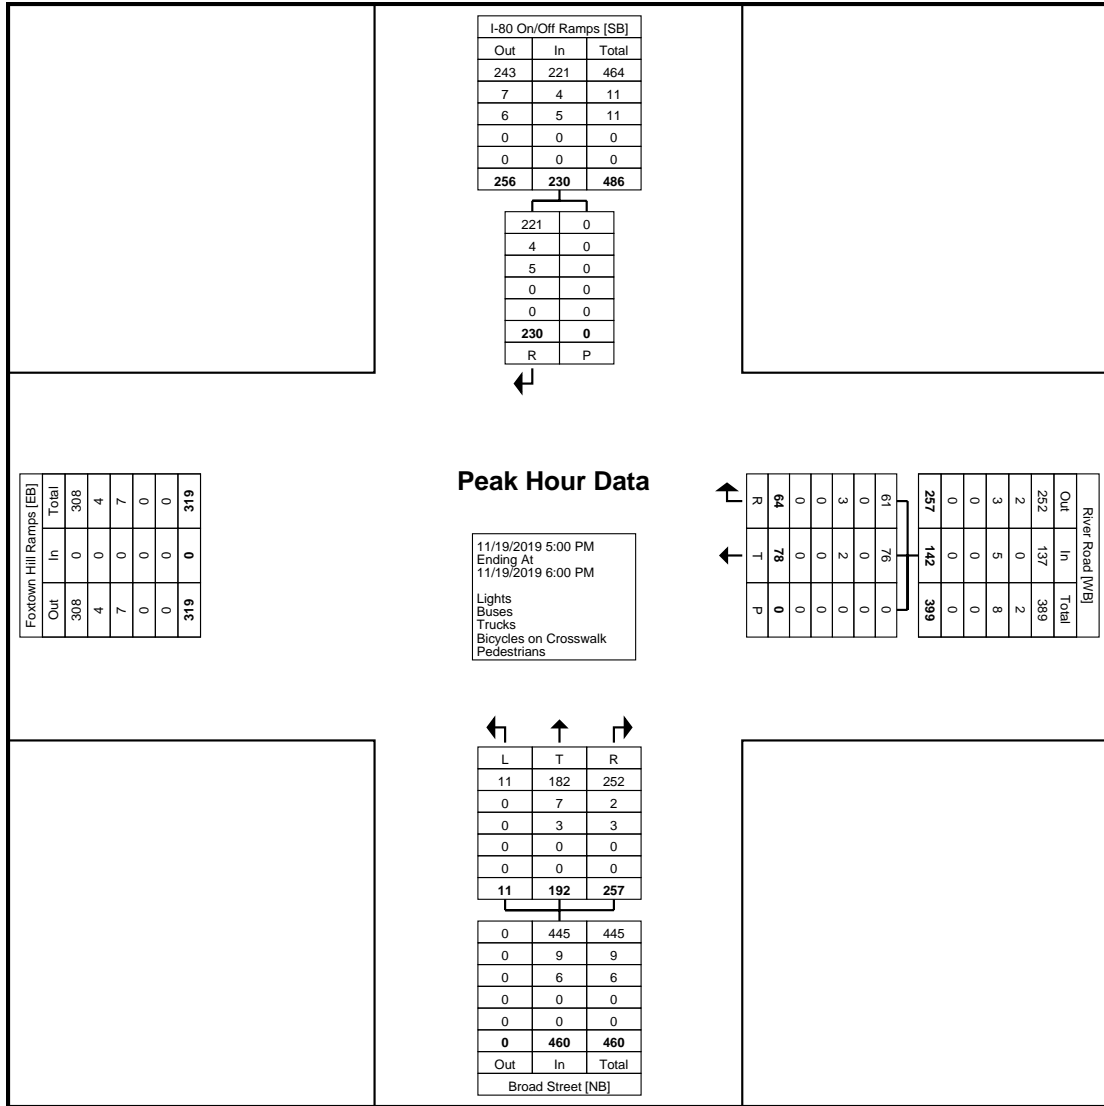 I-80 On/Off Ramps [SB]
Out In Total
243 221 464
7 4 11
6 5 11
0 0 0
0 0 0
256 230 486
221 0
4 0
5 0
0 0
0 0
230 0
R P
Foxtown Hill Ramps [EB]
Total In Out
308 0 308
4 0 4
7 0 7
0 0 0
0 0 0
319 0 319
Peak Hour Data
11/19/2019 5:00 PM
Ending At
11/19/2019 6:00 PM
Lights
Buses
Trucks
Bicycles on Crosswalk
Pedestrians
River Road [WB]
Out In Total
252 137 389
2 0 2
3 5 8
0 0 0
0 0 0
257 142 399
61 76 0
0 0 0
3 2 0
0 0 0
0 0 0
64 78 0
R T P
L T R
11 182 252
0 7 2
0 3 3
0 0 0
0 0 0
11 192 257
0 445 445
0 9 9
0 6 6
0 0 0
0 0 0
0 460 460
Out In Total
Broad Street [NB]